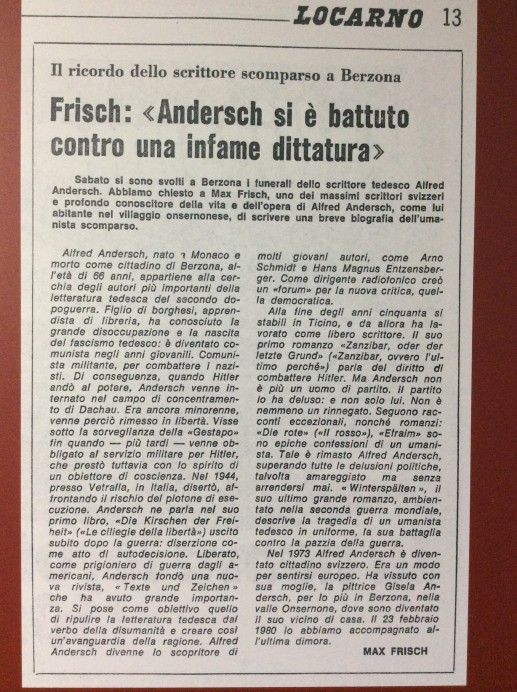 LOCARNO 13
Il ricordo dello scrittore scomparso a Berzona
Frisch: «Andersch si è battuto
contro una infame dittatura»
Sabato si sono svolti a Berzona i funerali dello scrittore tedesco Alfred
Andersch. Abbiamo chiesto a Max Frisch, uno dei massimi scrittori svizzeri
e profondo conoscitore della vita e dell'opera di Alfred Andersch, come lui
abitante nel villaggio onsernonese, di scrivere una breve biografia dell'uma-
nista scomparso.
Alfred Andersch, nato a Monaco e
morto come cittadino di Berzona, al-
l'età di 66 anni, appartiene alla cer-
chia degli autori più importanti della
letteratura tedesca del secondo do-
poguerra. Figlio di borghesi, appren-
dista di libreria, ha conosciuto la
grande disoccupazione e la nascita
del fascismo tedesco: è diventato co-
munista negli anni giovanili. Comuni-
sta militante, per combattere i nazi-
sti. Di conseguenza, quando Hitler
andò al potere, Andersch venne in-
ternato nel campo di concentramen-
to di Dachau. Era ancora minorenne,
venne perciò rimesso in libertà. Visse
sotto la sorveglianza della «Gestapo»
fin quando — più tardi — venne ob-
bligato al servizio militare per Hitler,
che prestò tuttavia con lo spirito di
un obiettore di coscienza. Nel 1944,
presso Vetralla, in Italia, disertò, af-
frontando il rischio del plotone di ese-
cuzione. Andersch ne parla nel suo
primo libro, «Die Kirschen der Frei-
heit» («Le ciliegie della libertà») uscito
subito dopo la guerra: diserzione co-
me atto di autodecisione. Liberato,
come prigioniero di guerra dagli a-
mericani, Andersch fondò una nuo-
va rivista, «Texte und Zeichen»
che ha avuto grande importan-
za. Si pose come obiettivo quello
di ripulire la letteratura tedesca dal
verbo della disumanità e creare così
un'avanguardia della ragione. Alfred
Andersch divenne lo scopritore di
molti giovani autori, come Arno
Schmidt e Hans Magnus Entzensber-
ger. Come dirigente radiofonico creò
un «forum» per la nuova critica, quel-
la democratica.
Alla fine degli anni cinquanta si
stabilì in Ticino, e da allora ha la-
vorato come libero scrittore. Il suo
primo romanzo «Zanzibar, oder der
letzte Grund» («Zanzibar, ovvero l'ul-
timo perché») parla del diritto di
combattere Hitler. Ma Andersch non
è più un uomo di partito. Il partito
lo ha deluso: e non solo lui. Non è
nemmeno un rinnegato. Seguono rac-
conti eccezionali, nonché romanzi:
«Die rote» («Il rosso»), «Efraim» so-
no epiche confessioni di un umani-
sta. Tale è rimasto Alfred Andersch,
superando tutte le delusioni politiche,
talvolta amareggiato ma senza
arrendersi mai. «Winterspälten», il
suo ultimo grande romanzo, ambien-
tato nella seconda guerra mondiale,
descrive la tragedia di un umanista
tedesco in uniforme, la sua battaglia
contro la pazzia della guerra.
Nel 1973 Alfred Andersch è diven-
tato cittadino svizzero. Era un modo
per sentirsi europeo. Ha vissuto con
sua moglie, la pittrice Gisela An-
dersch, per lo più in Berzona, nella
valle Onsernone, dove sono diventato
il suo vicino di casa. Il 23 febbraio
1980 lo abbiamo accompagnato al-
l'ultima dimora.
MAX FRISCH